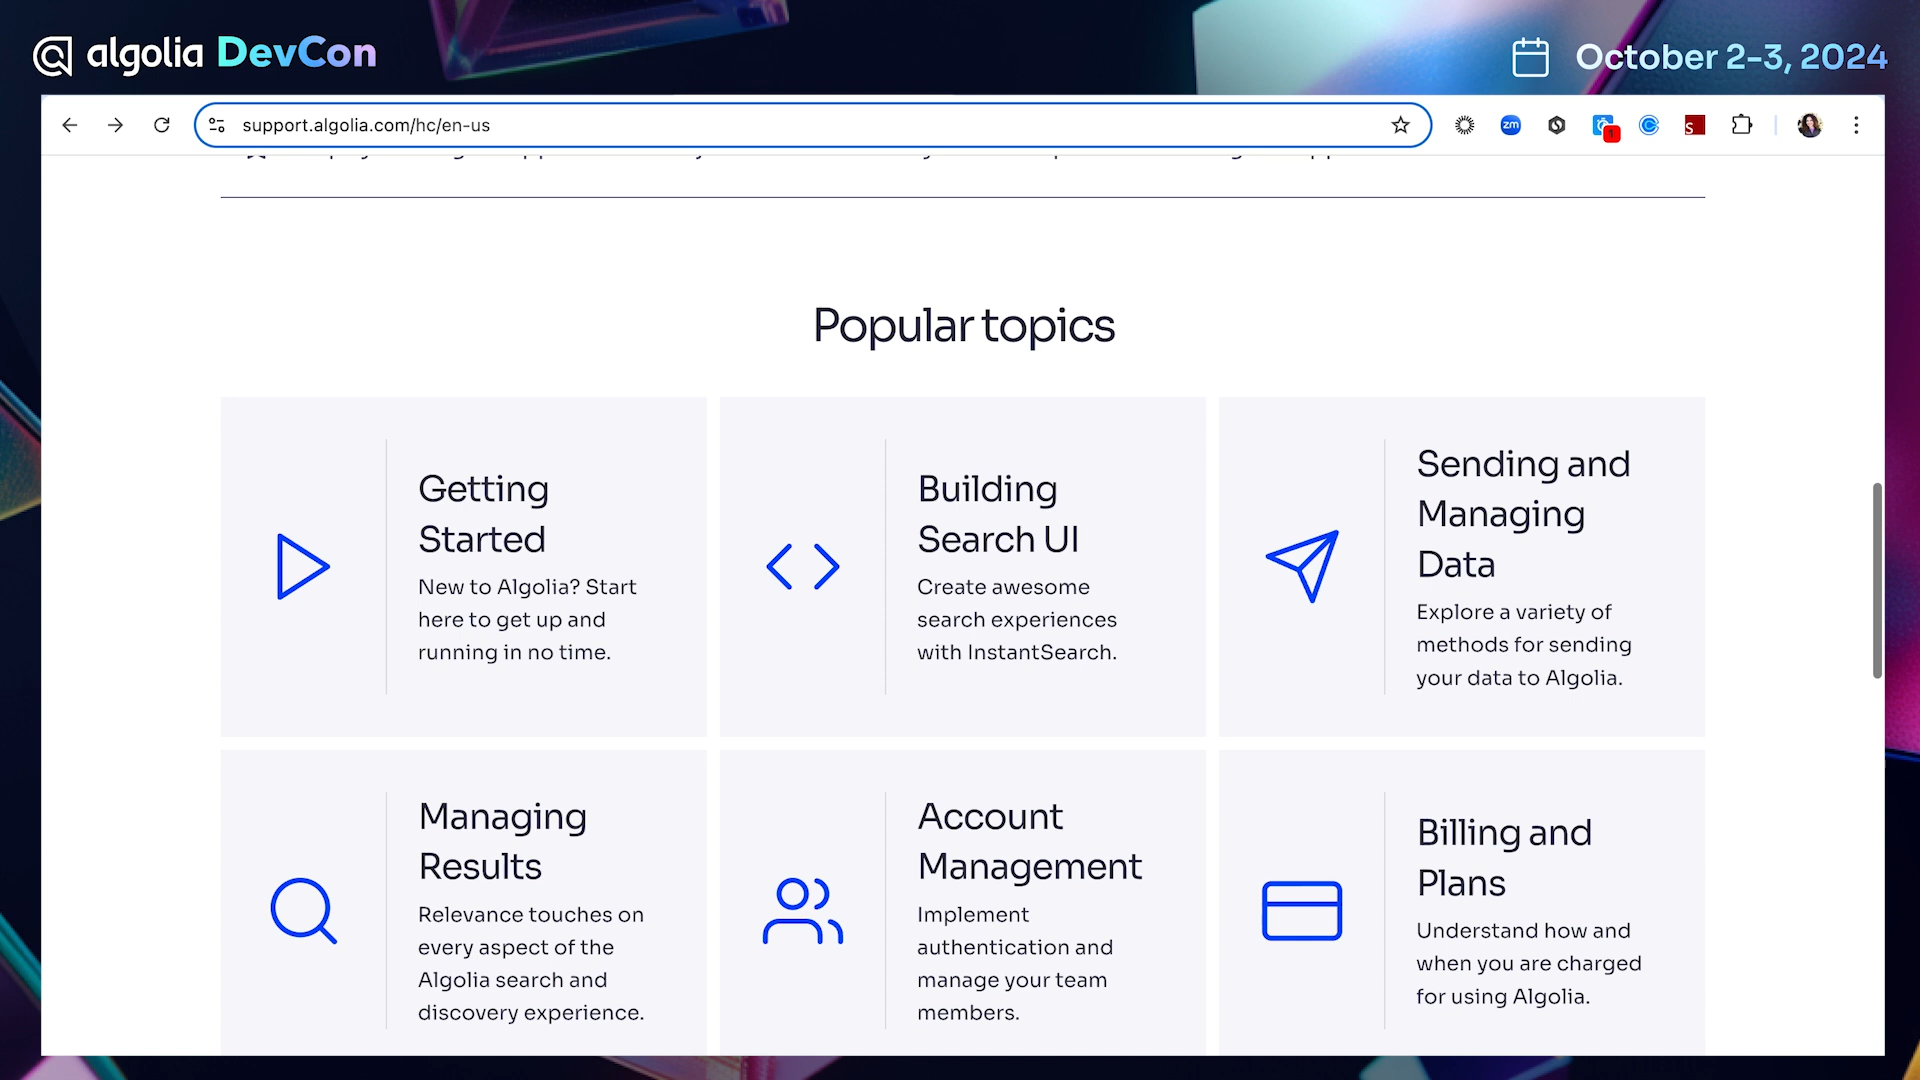 algolia DevCon
October 2-3, 2024
support.algolia.com/hc/en-us
zm
1
S
Popular topics
Getting
Started
New to Algolia? Start
here to get up and
running in no time.
Building
Search UI
Create awesome
search experiences
with InstantSearch.
Sending and
Managing
Data
Explore a variety of
methods for sending
your data to Algolia.
Managing
Results
Relevance touches on
every aspect of the
Algolia search and
discovery experience.
Account
Management
Implement
authentication and
manage your team
members.
Billing and
Plans
Understand how and
when you are charged
for using Algolia.